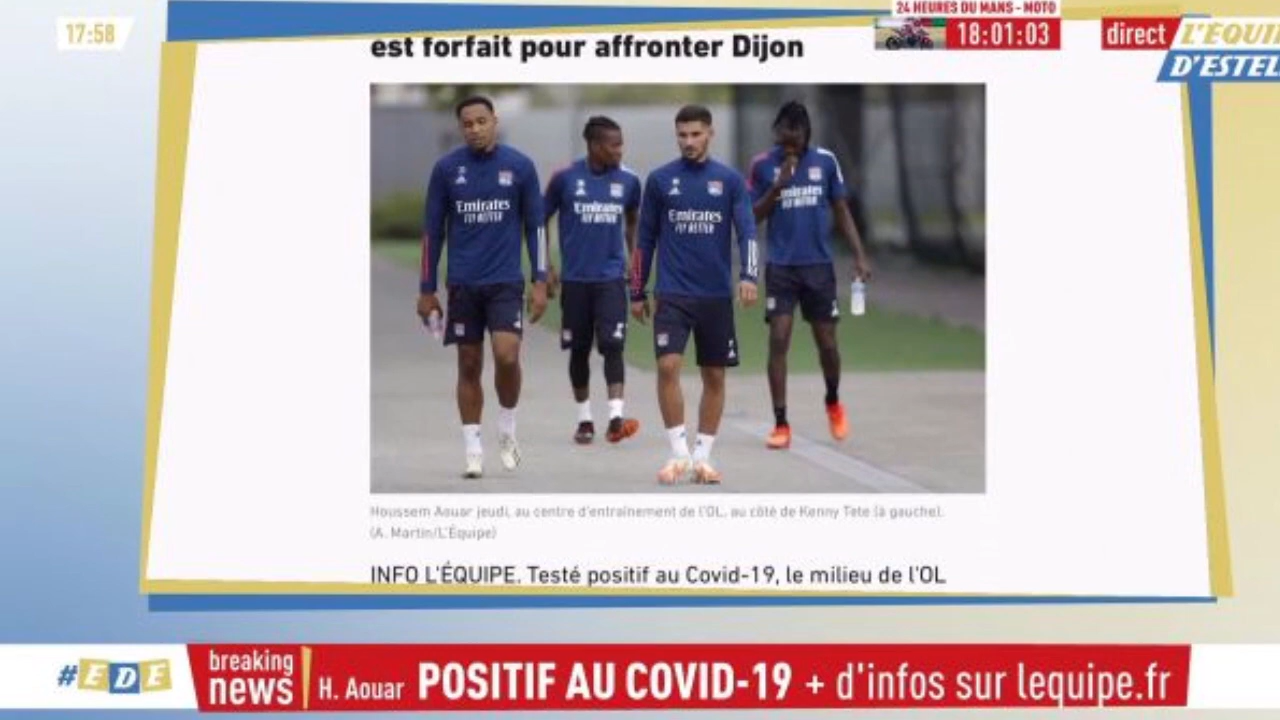 17:58
24 HEURES DU MANS - MOTO
18:01:03
direct
L'ÉQUI
D'ESTEL
est forfait pour affronter Dijon
Emirates
FLY BETTER
Emirates
FLY BETTER
Emirates
FLY BETTER
Emirates
FLY BETTER
Houssem Aouar jeudi, au centre d'entraînement de l'OL, au côté de Kenny Tete (à gauche).
(A. Martin/L'Équipe)
INFO L'ÉQUIPE. Testé positif au Covid-19, le milieu de l'OL
#EDE
breaking
news
H. Aouar POSITIF AU COVID-19 + d'infos sur lequipe.fr